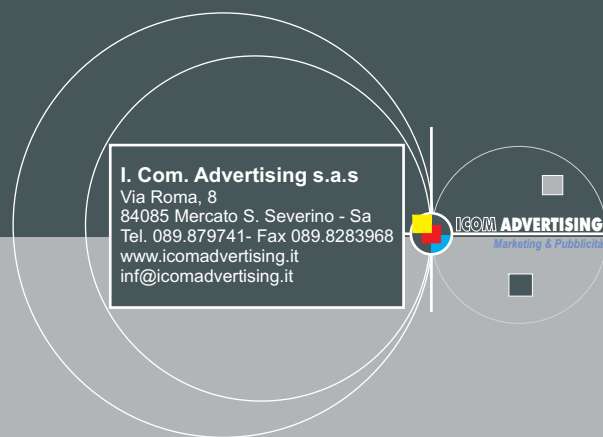 I. Com. Advertising s.a.s
Via Roma, 8
84085 Mercato S. Severino - Sa
Tel. 089.879741- Fax 089.8283968
www.icomadvertising.it
inf@icomadvertising.it
ICOM ADVERTISING
Marketing & Pubblicità